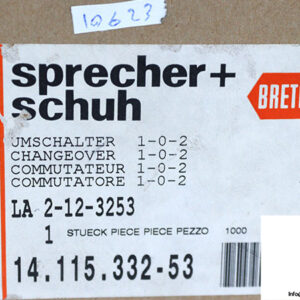 10623
sprecher+
schuh
BRETE
UMSCHALTER 1-0-2
CHANGEOVER 1-0-2
COMMUTATEUR 1-0-2
COMMUTATORE 1-0-2
LA 2-12-3253
1 STUECK PIECE PIECE PEZZO 1000
14.115.332-53